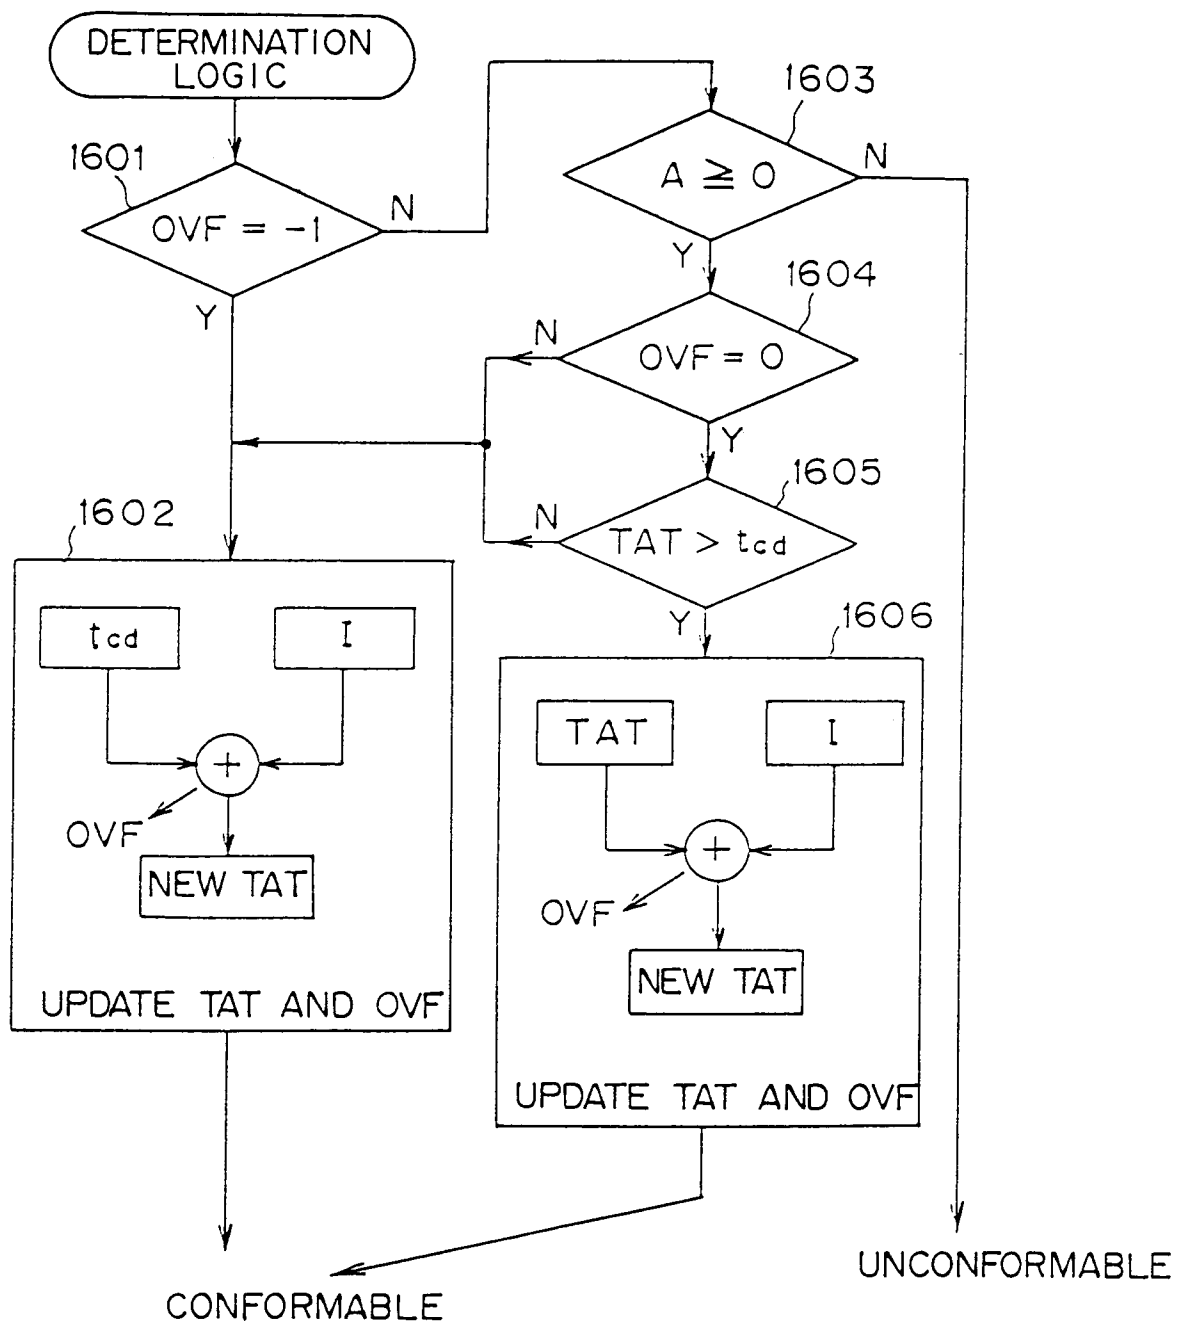 DETERMINATION
LOGIC
1601
OVF = -1
N
Y
1603
A ≧ 0
N
Y
1604
OVF = 0
N
Y
1605
TAT > tcd
N
Y
1602
tcd
I
+
OVF
NEW TAT
UPDATE TAT AND OVF
1606
TAT
I
+
OVF
NEW TAT
UPDATE TAT AND OVF
CONFORMABLE
UNCONFORMABLE